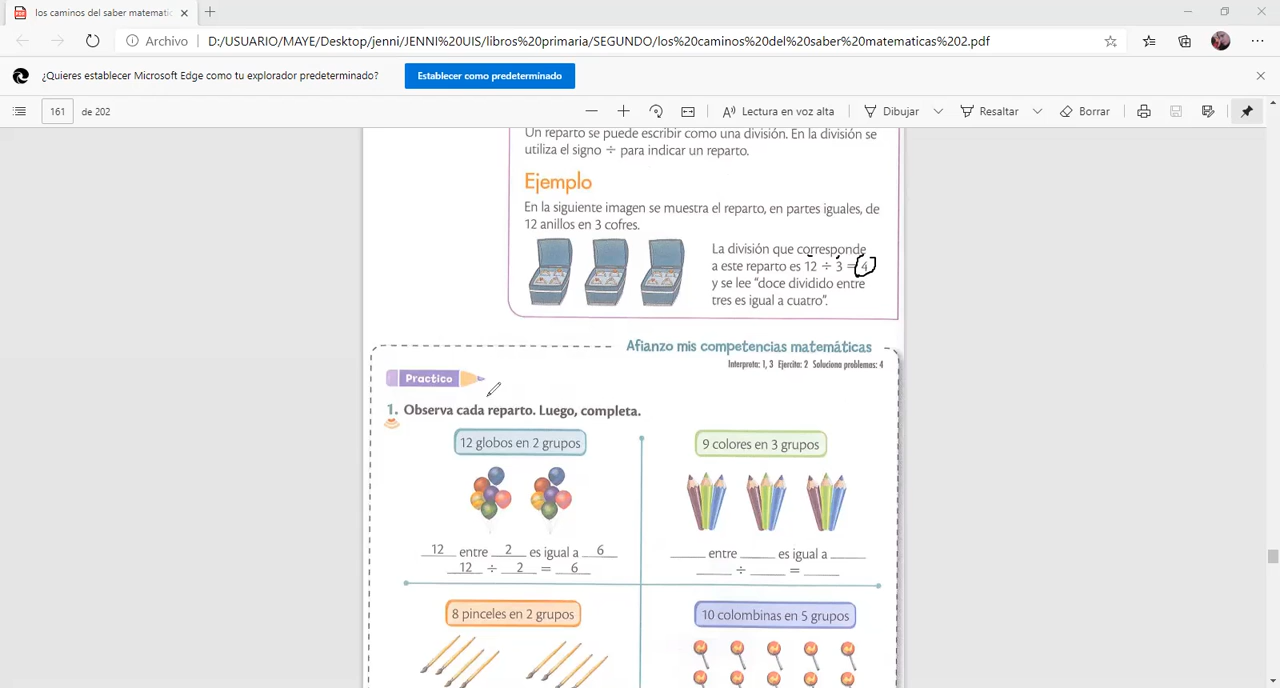 los caminos del saber matematic
Archivo
D:/USUARIO/MAYE/Desktop/jenni/JENNI%20UIS/libros%20primaria/SEGUNDO/los%20caminos%20del%20saber%20matematicas%202.pdf
¿Quieres establecer Microsoft Edge como tu explorador predeterminado?
Establecer como predeterminado
161 de 202
Lectura en voz alta
Dibujar
Resaltar
Borrar
Un reparto se puede escribir como una división. En la división se
utiliza el signo ÷ para indicar un reparto.
Ejemplo
En la siguiente imagen se muestra el reparto, en partes iguales, de
12 anillos en 3 cofres.
La división que corresponde
a este reparto es 12 ÷ 3 = 4
y se lee “doce dividido entre
tres es igual a cuatro”.
Afianzo mis competencias matemáticas
Interpreta: 1, 3 Ejercita: 2 Soluciona problemas: 4
Practico
1. Observa cada reparto. Luego, completa.
12 globos en 2 grupos
12 entre 2 es igual a 6
12 ÷ 2 = 6
9 colores en 3 grupos
____ entre ____ es igual a ____
____ ÷ ____ = ____
8 pinceles en 2 grupos
10 colombinas en 5 grupos